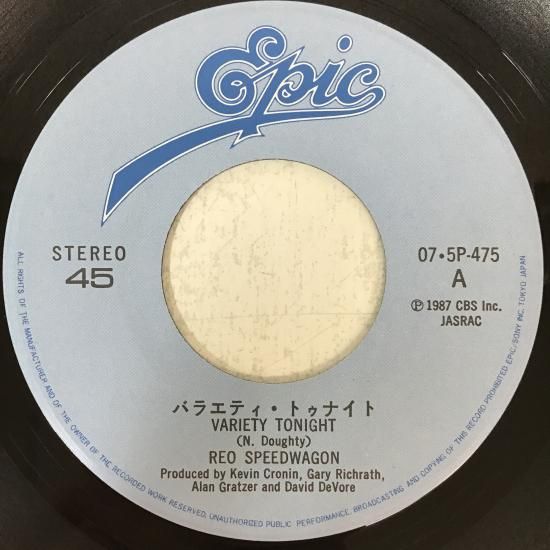 Epic
STEREO
45
07・5P-475
A
Ⓟ 1987 CBS Inc.
JASRAC
バラエティ・トゥナイト
VARIETY TONIGHT
(N. Doughty)
REO SPEEDWAGON
Produced by Kevin Cronin, Gary Richrath,
Alan Gratzer and David DeVore
ALL RIGHTS OF THE MANUFACTURER AND OF THE OWNER OF THE RECORDED WORK RESERVED. UNAUTHORIZED PUBLIC PERFORMANCE, BROADCASTING AND COPYING OF THIS RECORD PROHIBITED EPIC/SONY INC. TOKYO JAPAN